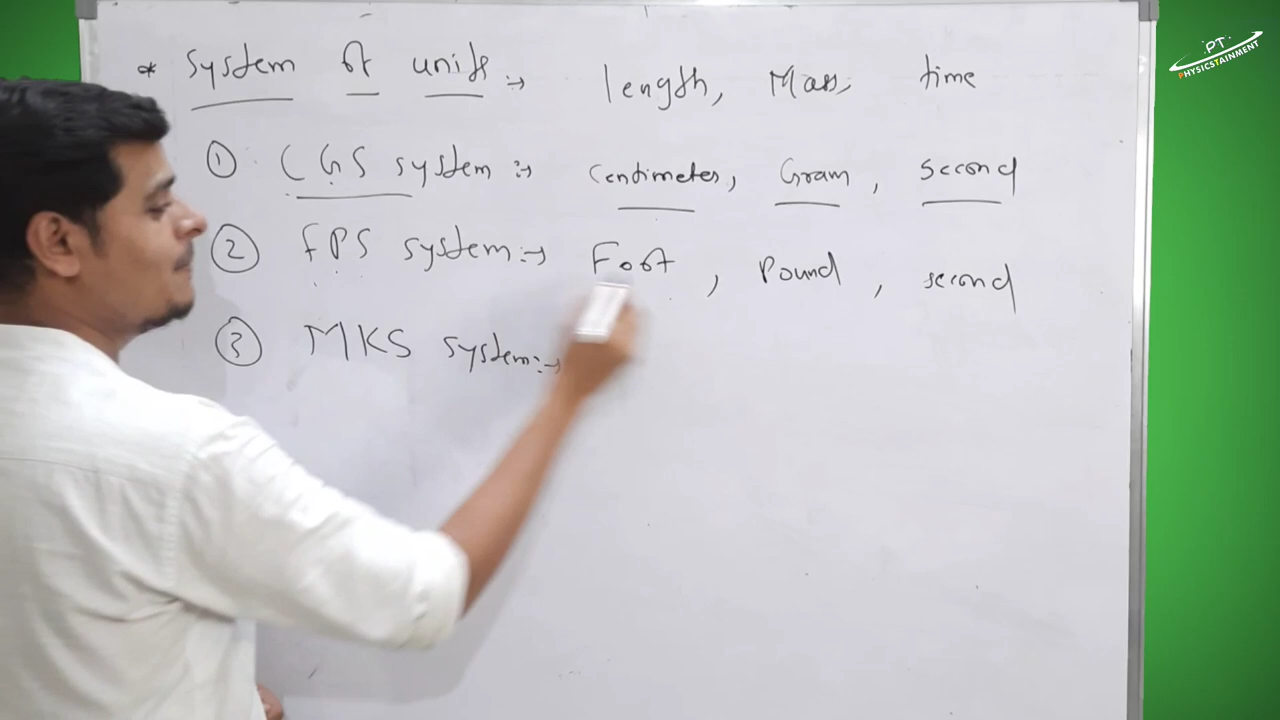 * System of units :→ length, Mass, time
① CGS system :→ Centimeter, Gram, Second
② FPS system :→ Foot, Pound, second
③ MKS system :→
PT
PHYSICSTAINMENT